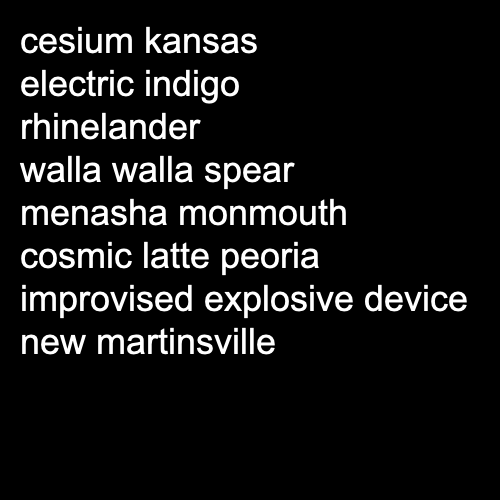 cesium kansas
electric indigo
rhinelander
walla walla spear
menasha monmouth
cosmic latte peoria
improvised explosive device
new martinsville